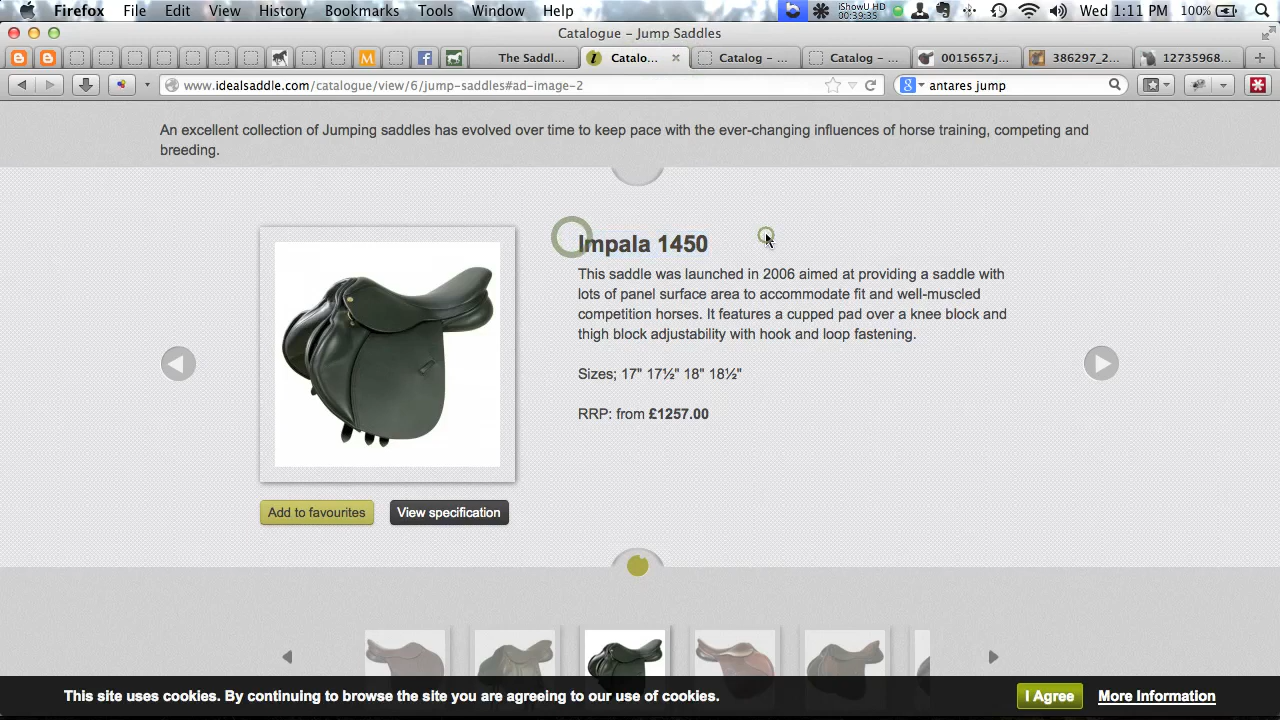 Firefox File Edit View History Bookmarks Tools Window Help iShowU HD 00:39:35 Wed 1:11 PM 100%
Catalogue – Jump Saddles
The Saddl... Catalo... Catalog – ... Catalog – ... 0015657.j... 386297_2... 12735968...
www.idealsaddle.com/catalogue/view/6/jump-saddles#ad-image-2 antares jump
An excellent collection of Jumping saddles has evolved over time to keep pace with the ever-changing influences of horse training, competing and
breeding.
Impala 1450
This saddle was launched in 2006 aimed at providing a saddle with
lots of panel surface area to accommodate fit and well-muscled
competition horses. It features a cupped pad over a knee block and
thigh block adjustability with hook and loop fastening.
Sizes; 17" 17½" 18" 18½"
RRP: from £1257.00
Add to favourites View specification
This site uses cookies. By continuing to browse the site you are agreeing to our use of cookies. I Agree More Information